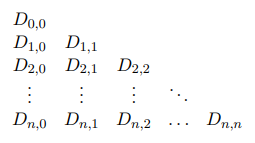 D0,0
D1,0 D1,1
D2,0 D2,1 D2,2
⋮ ⋮ ⋮ ⋱
Dn,0 Dn,1 Dn,2 … Dn,n